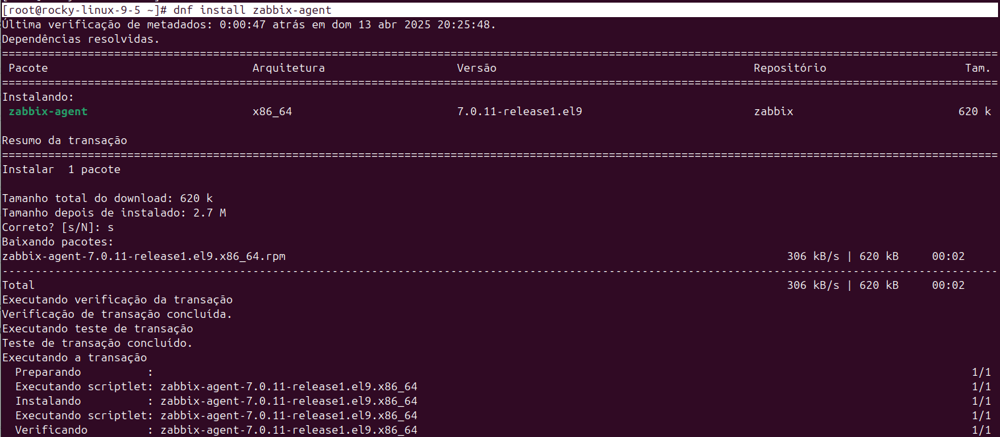 [root@rocky-linux-9-5 ~]# dnf install zabbix-agent
Última verificação de metadados: 0:00:47 atrás em dom 13 abr 2025 20:25:48.
Dependências resolvidas.
================================================================================
Pacote Arquitetura Versão Repositório Tam.
================================================================================
Instalando:
zabbix-agent x86_64 7.0.11-release1.el9 zabbix 620 k
Resumo da transação
================================================================================
Instalar 1 pacote
Tamanho total do download: 620 k
Tamanho depois de instalado: 2.7 M
Correto? [s/N]: s
Baixando pacotes:
zabbix-agent-7.0.11-release1.el9.x86_64.rpm 306 kB/s | 620 kB 00:02
--------------------------------------------------------------------------------
Total 306 kB/s | 620 kB 00:02
Executando verificação da transação
Verificação de transação concluída.
Executando teste de transação
Teste de transação concluído.
Executando a transação
Preparando : 1/1
Executando scriptlet: zabbix-agent-7.0.11-release1.el9.x86_64 1/1
Instalando : zabbix-agent-7.0.11-release1.el9.x86_64 1/1
Executando scriptlet: zabbix-agent-7.0.11-release1.el9.x86_64 1/1
Verificando : zabbix-agent-7.0.11-release1.el9.x86_64 1/1